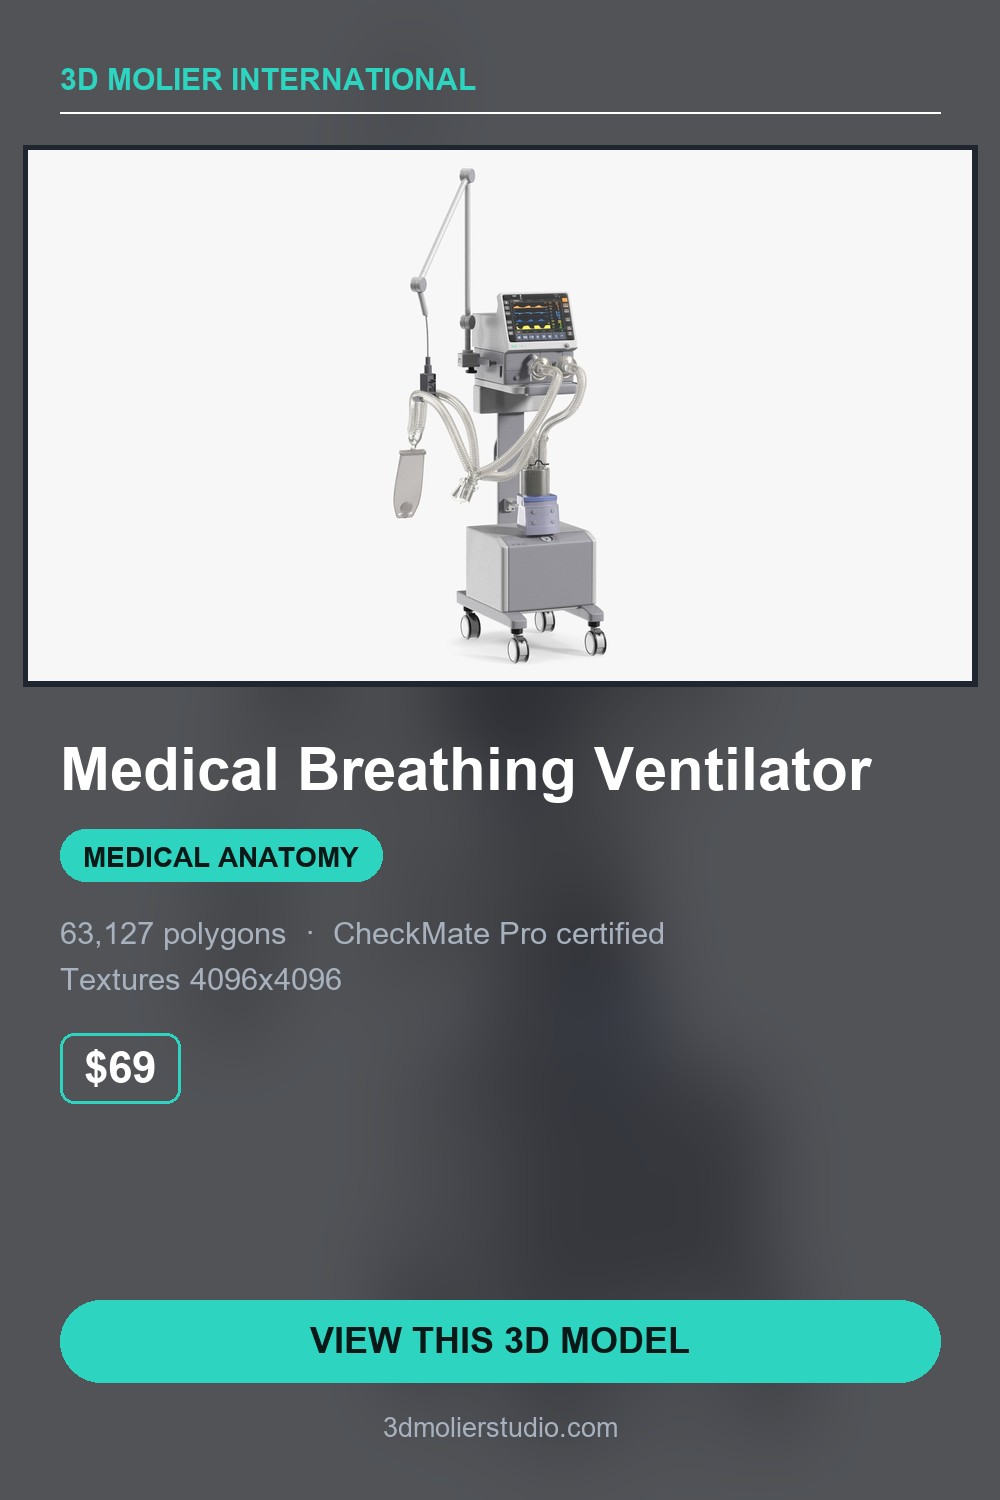 3D MOLIER INTERNATIONAL
Medical Breathing Ventilator
MEDICAL ANATOMY
63,127 polygons · CheckMate Pro certified
Textures 4096x4096
$69
VIEW THIS 3D MODEL
3dmolierstudio.com